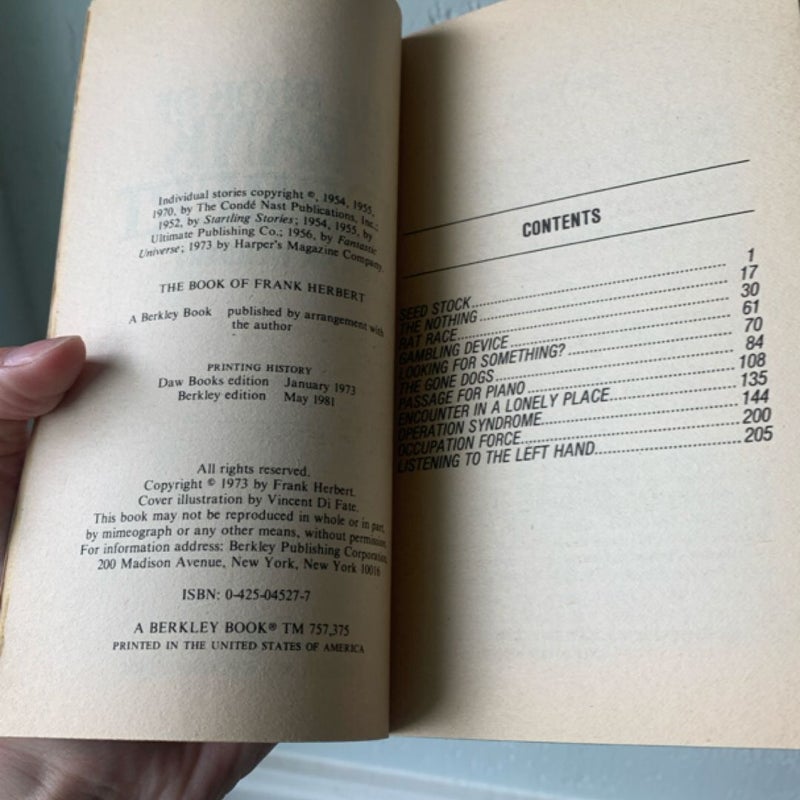 Individual stories copyright ©, 1954, 1955,
1970, by The Condé Nast Publications, Inc.;
1952, by Startling Stories; 1954, 1955, by
Ultimate Publishing Co.; 1956, by Fantastic
Universe; 1973 by Harper's Magazine Company.
THE BOOK OF FRANK HERBERT
A Berkley Book published by arrangement with
the author
PRINTING HISTORY
Daw Books edition January 1973
Berkley edition May 1981
All rights reserved.
Copyright © 1973 by Frank Herbert.
Cover illustration by Vincent Di Fate.
This book may not be reproduced in whole or in part,
by mimeograph or any other means, without permission.
For information address: Berkley Publishing Corporation
200 Madison Avenue, New York, New York 10016
ISBN: 0-425-04527-7
A BERKLEY BOOK® TM 757,375
PRINTED IN THE UNITED STATES OF AMERICA
CONTENTS
SEED STOCK 1
THE NOTHING 17
RAT RACE 30
GAMBLING DEVICE 61
LOOKING FOR SOMETHING? 70
THE GONE DOGS 84
PASSAGE FOR PIANO 108
ENCOUNTER IN A LONELY PLACE 135
OPERATION SYNDROME 144
OCCUPATION FORCE 200
LISTENING TO THE LEFT HAND 205